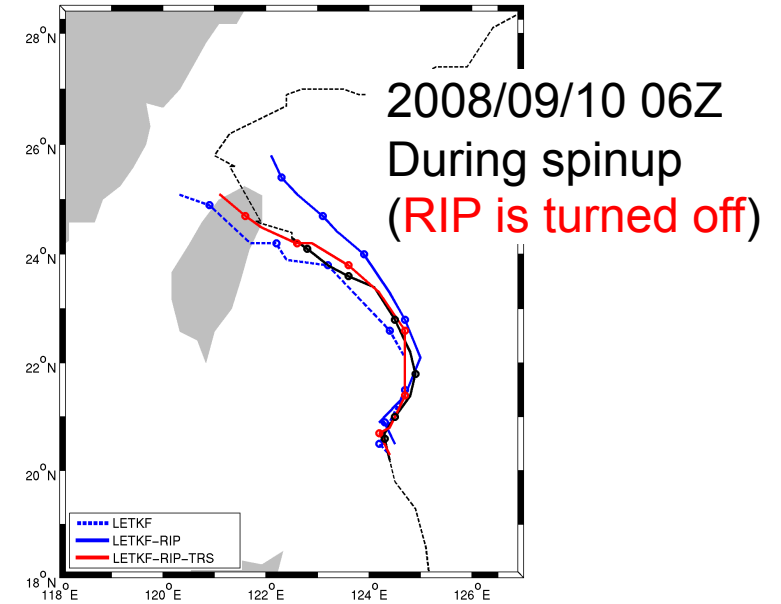 28°N
2008/09/10 06Z
During spinup
26°N
(RIP is turned off)
24°N
22°N
20°N
LETKF
LETKF-RIP
LETKF-RIP-TRS
18°N
118°E 120°E 122°E 124°E 126°E